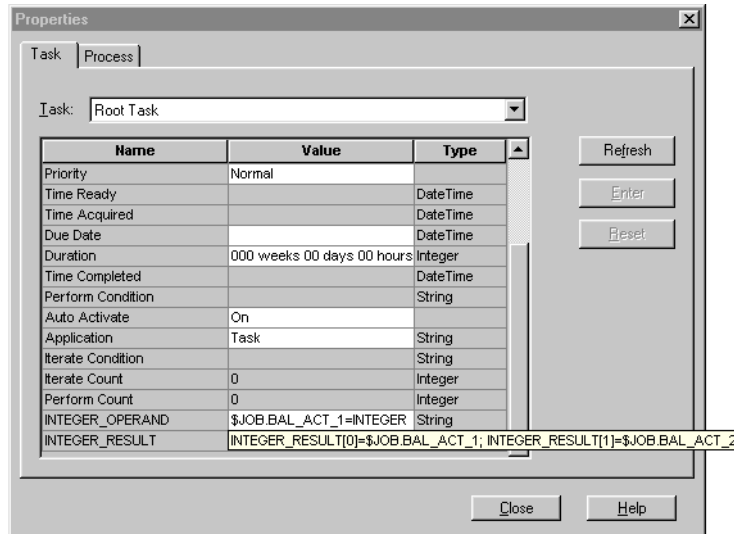 Properties
Task Process
Task: Root Task
Name Value Type
Priority Normal
Time Ready DateTime
Time Acquired DateTime
Due Date DateTime
Duration 000 weeks 00 days 00 hours Integer
Time Completed DateTime
Perform Condition String
Auto Activate On
Application Task String
Iterate Condition String
Iterate Count 0 Integer
Perform Count 0 Integer
INTEGER_OPERAND $JOB.BAL_ACT_1=INTEGER String
INTEGER_RESULT INTEGER_RESULT[0]=$JOB.BAL_ACT_1; INTEGER_RESULT[1]=$JOB.BAL_ACT_2
Refresh
Enter
Reset
Close Help